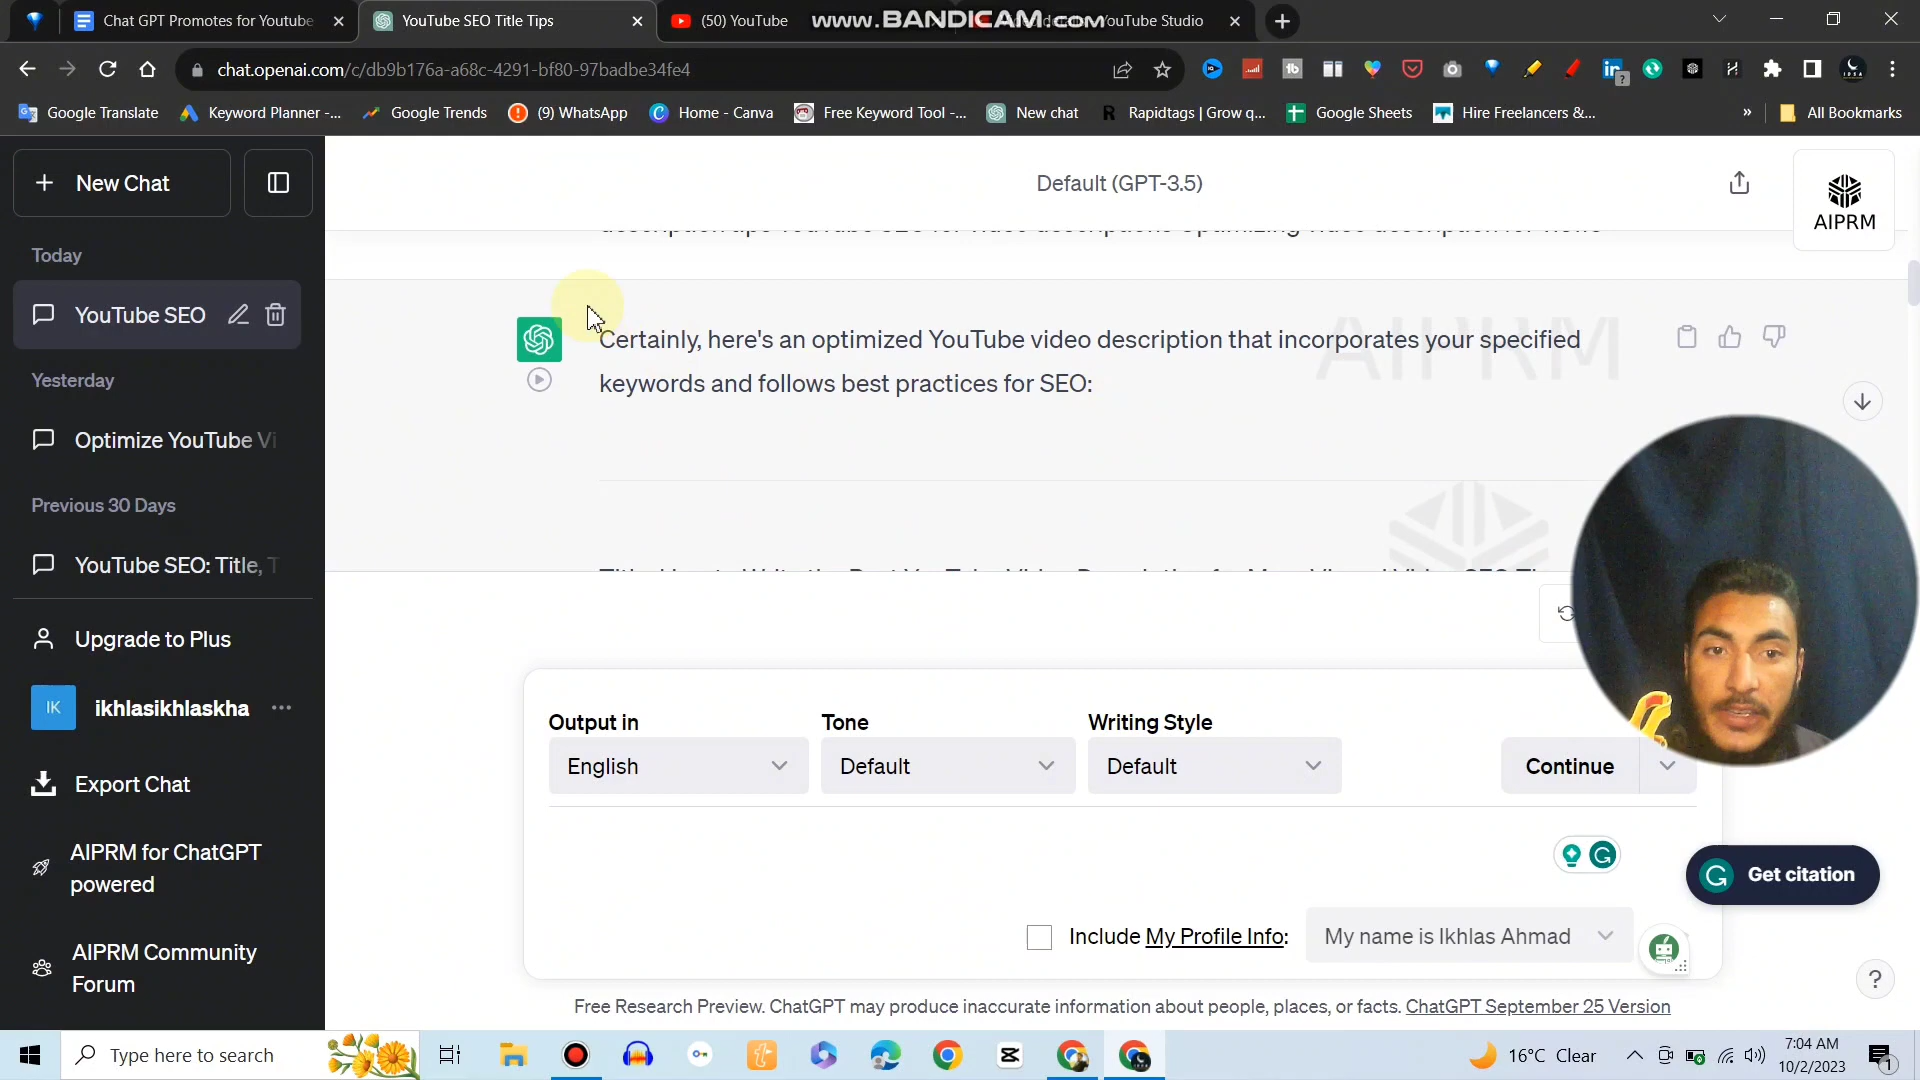 Chat GPT Promotes for Youtube
YouTube SEO Title Tips
(50) YouTube
www.BANDICAM.com
YouTube Studio
chat.openai.com/c/db9b176a-a68c-4291-bf80-97badbe34fe4
Google Translate
Keyword Planner -...
Google Trends
(9) WhatsApp
Home - Canva
Free Keyword Tool -...
New chat
Rapidtags | Grow q...
Google Sheets
Hire Freelancers &...
»
All Bookmarks
New Chat
Default (GPT-3.5)
AIPRM
Today
YouTube SEO
Yesterday
Optimize YouTube Vi
Previous 30 Days
YouTube SEO: Title, T
Upgrade to Plus
IK
ikhlasikhlaskha
Export Chat
AIPRM for ChatGPT
powered
AIPRM Community
Forum
Certainly, here's an optimized YouTube video description that incorporates your specified
keywords and follows best practices for SEO:
AIPRM
Output in
Tone
Writing Style
English
Default
Default
Continue
Get citation
Include My Profile Info:
My name is Ikhlas Ahmad
?
Free Research Preview. ChatGPT may produce inaccurate information about people, places, or facts. ChatGPT September 25 Version
Type here to search
16°C Clear
7:04 AM
10/2/2023
1